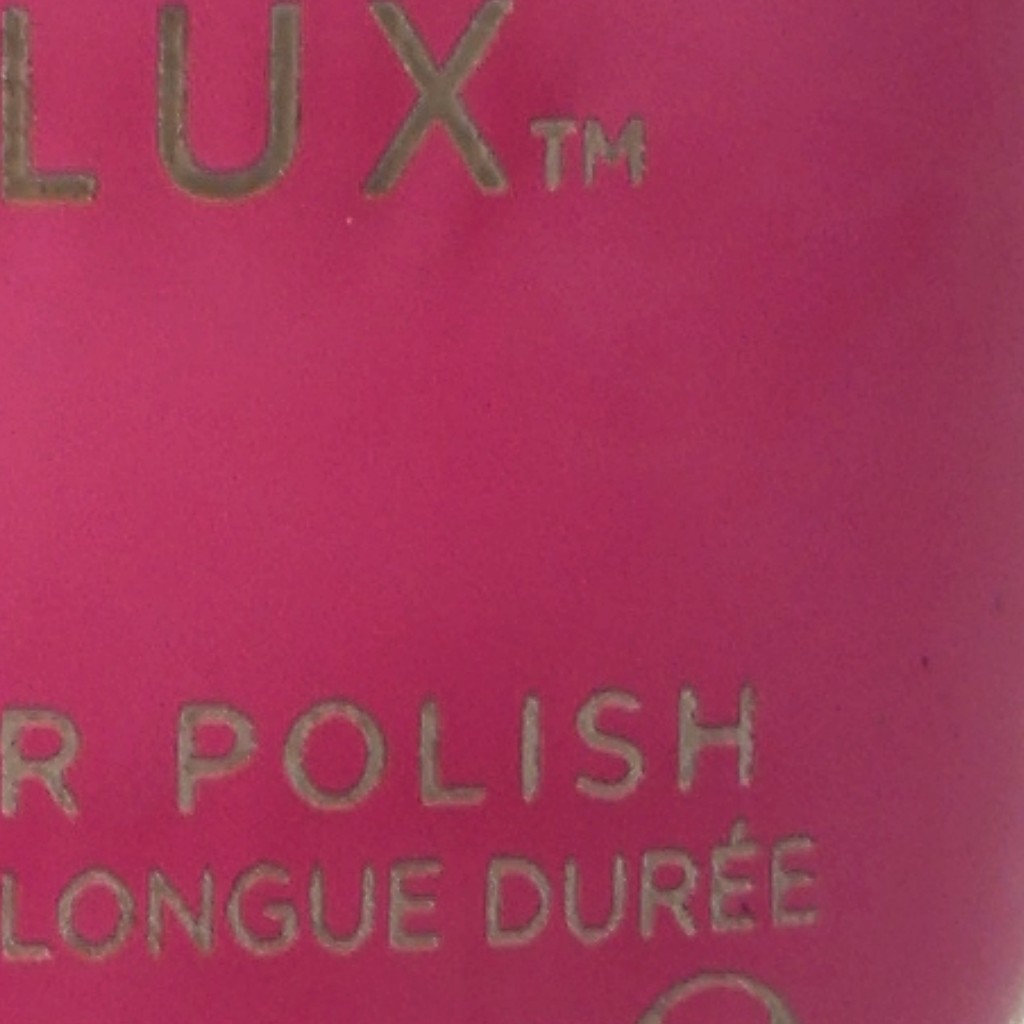 LUX™
R POLISH
LONGUE DURÉE